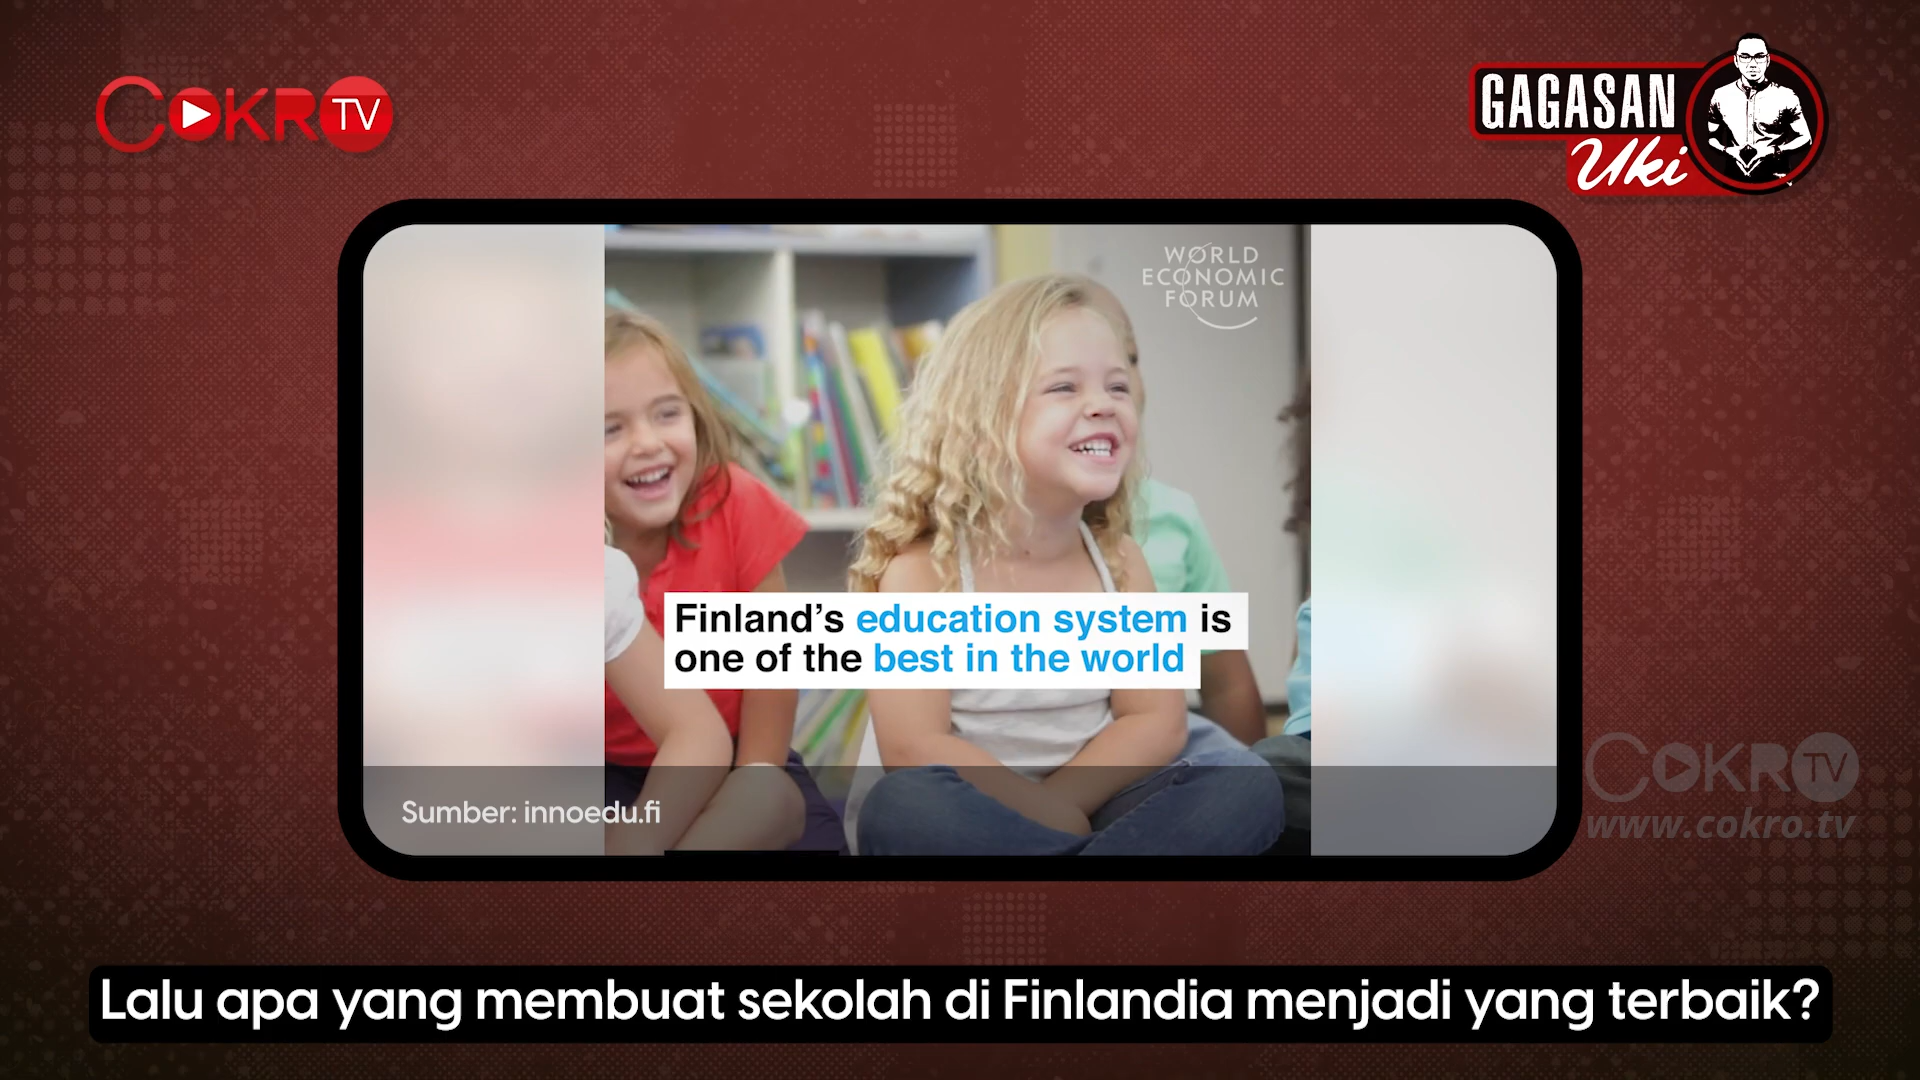 COKRO TV
GAGASAN
Uki
WORLD
ECONOMIC
FORUM
Finland's education system is
one of the best in the world
Sumber: innoedu.fi
COKRO TV
www.cokro.tv
Lalu apa yang membuat sekolah di Finlandia menjadi yang terbaik?